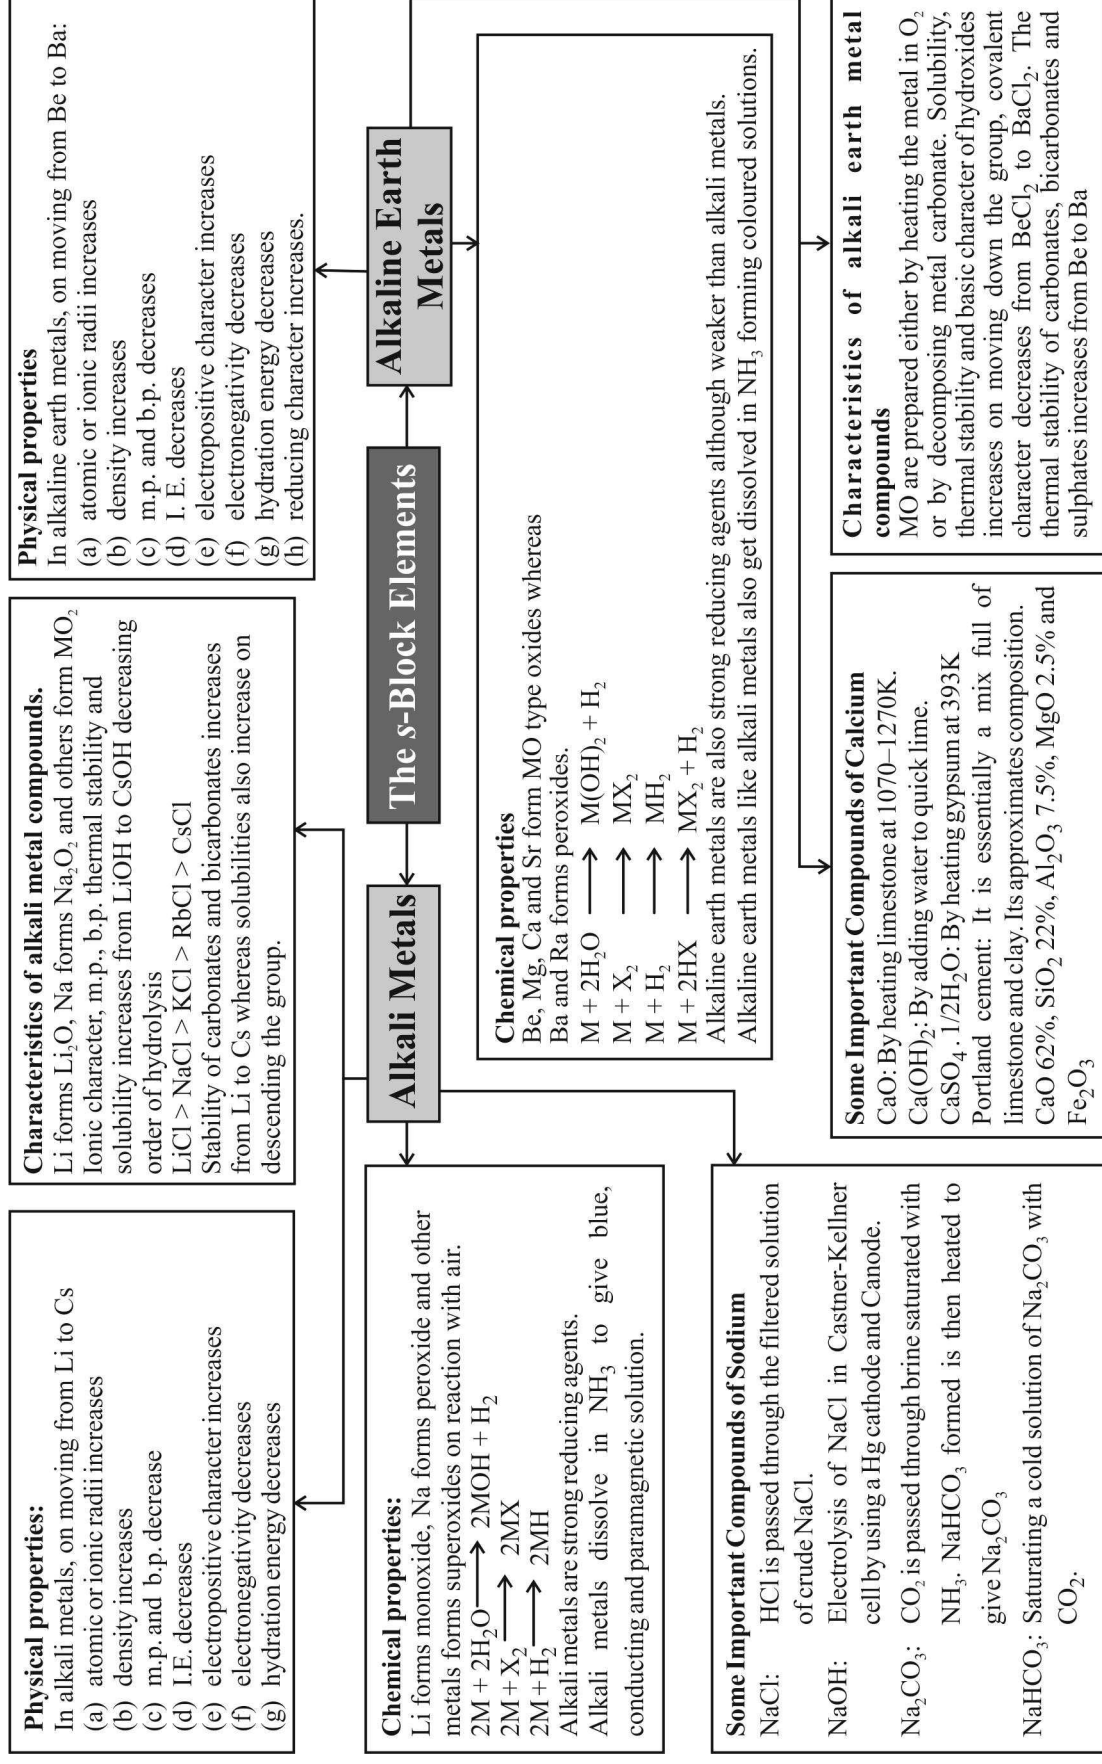 The s-Block Elements
Alkali Metals
Alkaline Earth
Metals
Physical properties:
In alkali metals, on moving from Li to Cs
(a) atomic or ionic radii increases
(b) density increases
(c) m.p. and b.p. decrease
(d) I.E. decreases
(e) electropositive character increases
(f) electronegativity decreases
(g) hydration energy decreases
Characteristics of alkali metal compounds.
Li forms Li₂O, Na forms Na₂O₂ and others form MO₂
Ionic character, m.p., b.p. thermal stability and
solubility increases from LiOH to CsOH decreasing
order of hydrolysis
LiCl > NaCl > KCl > RbCl > CsCl
Stability of carbonates and bicarbonates increases
from Li to Cs whereas solubilities also increase on
descending the group.
Physical properties
In alkaline earth metals, on moving from Be to Ba:
(a) atomic or ionic radii increases
(b) density increases
(c) m.p. and b.p. decreases
(d) I. E. decreases
(e) electropositive character increases
(f) electronegativity decreases
(g) hydration energy decreases
(h) reducing character increases.
Chemical properties:
Li forms monoxide, Na forms peroxide and other
metals forms superoxides on reaction with air.
2M + 2H₂O → 2MOH + H₂
2M + X₂ → 2MX
2M + H₂ → 2MH
Alkali metals are strong reducing agents.
Alkali metals dissolve in NH₃ to give blue,
conducting and paramagnetic solution.
Chemical properties
Be, Mg, Ca and Sr form MO type oxides whereas
Ba and Ra forms peroxides.
M + 2H₂O → M(OH)₂ + H₂
M + X₂ → MX₂
M + H₂ → MH₂
M + 2HX → MX₂ + H₂
Alkaline earth metals are also strong reducing agents although weaker than alkali metals.
Alkaline earth metals like alkali metals also get dissolved in NH₃ forming coloured solutions.
Some Important Compounds of Sodium
NaCl: HCl is passed through the filtered solution
of crude NaCl.
NaOH: Electrolysis of NaCl in Castner-Kellner
cell by using a Hg cathode and Canode.
Na₂CO₃: CO₂ is passed through brine saturated with
NH₃. NaHCO₃ formed is then heated to
give Na₂CO₃
NaHCO₃: Saturating a cold solution of Na₂CO₃ with
CO₂.
Some Important Compounds of Calcium
CaO: By heating limestone at 1070–1270K.
Ca(OH)₂: By adding water to quick lime.
CaSO₄. 1/2H₂O: By heating gypsum at 393K
Portland cement: It is essentially a mix full of
limestone and clay. Its approximates composition.
CaO 62%, SiO₂ 22%, Al₂O₃ 7.5%, MgO 2.5% and
Fe₂O₃
Characteristics of alkali earth metal
compounds
MO are prepared either by heating the metal in O₂
or by decomposing metal carbonate. Solubility,
thermal stability and basic character of hydroxides
increases on moving down the group, covalent
character decreases from BeCl₂ to BaCl₂. The
thermal stability of carbonates, bicarbonates and
sulphates increases from Be to Ba